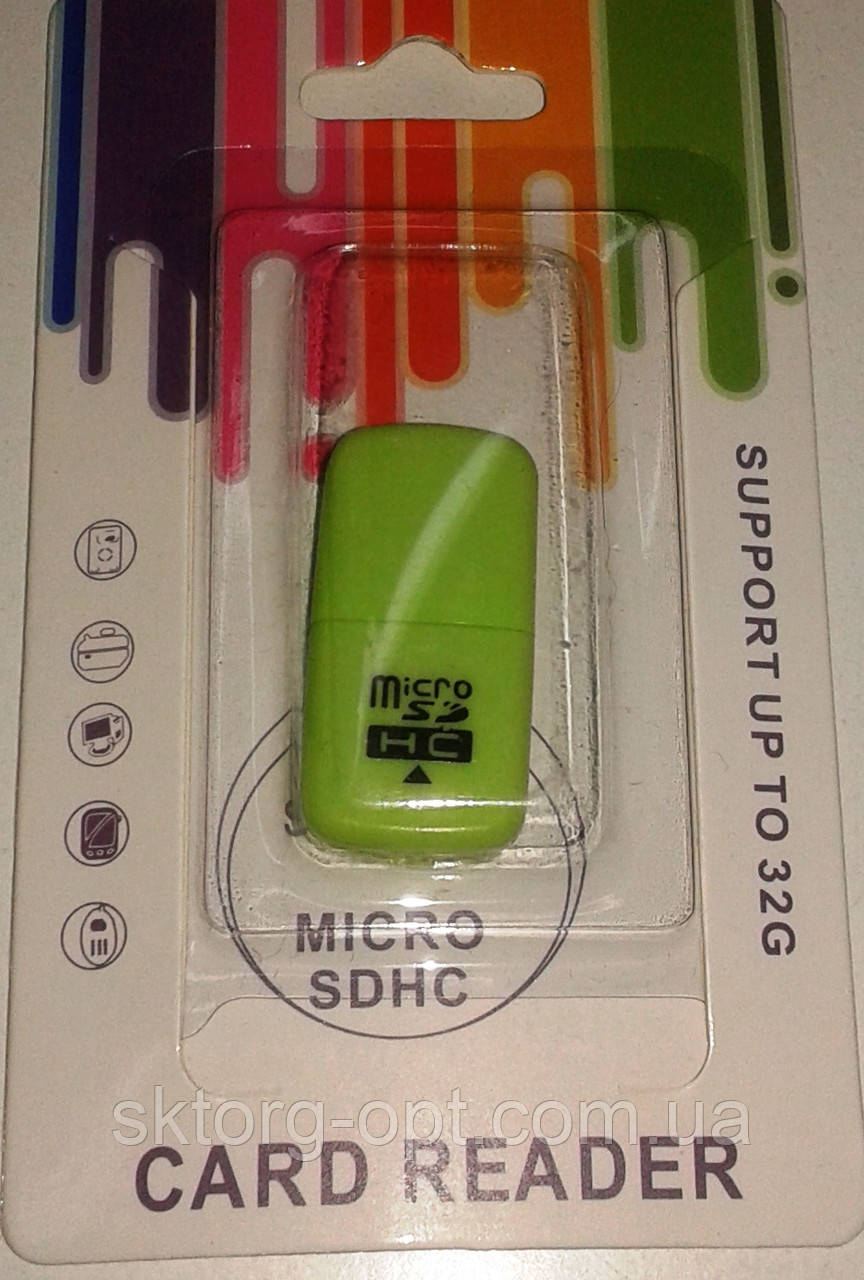 SUPPORT UP TO 32G
micro
SD
HC
MICRO
SDHC
sktorg-opt.com.ua
CARD READER